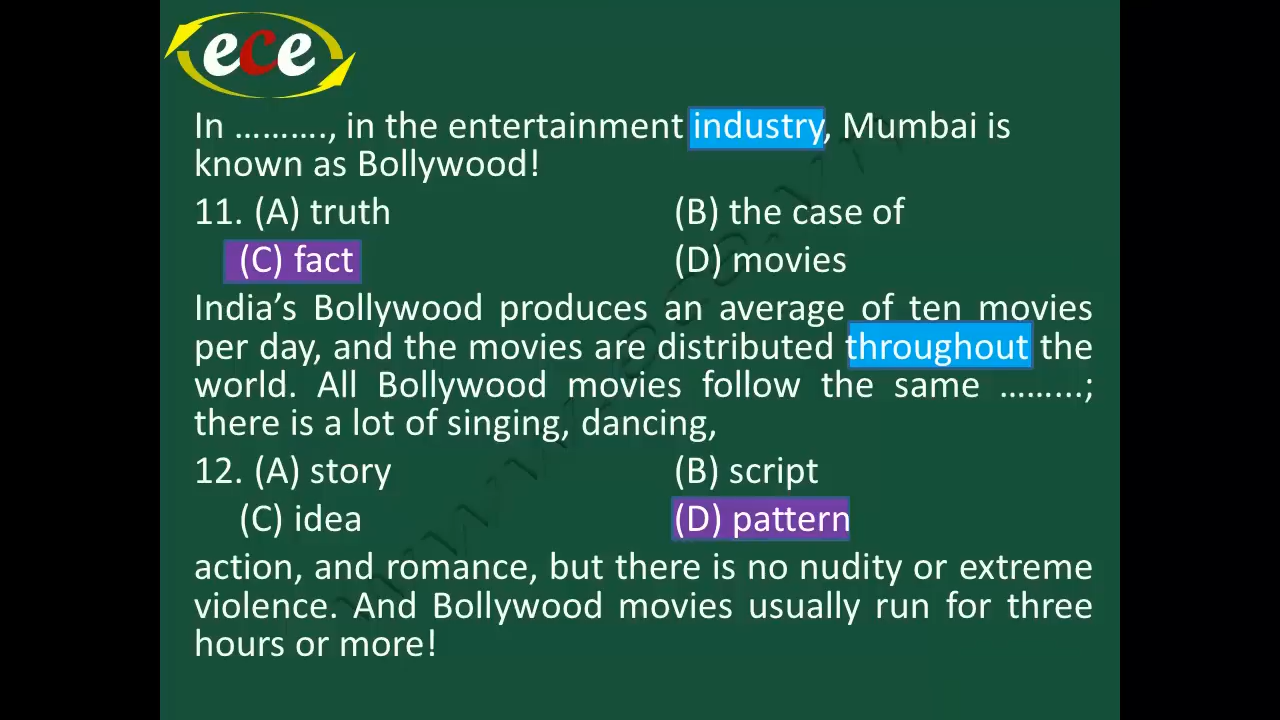 ece
In ………., in the entertainment industry, Mumbai is
known as Bollywood!
11. (A) truth (B) the case of
(C) fact (D) movies
India's Bollywood produces an average of ten movies
per day, and the movies are distributed throughout the
world. All Bollywood movies follow the same ……...;
there is a lot of singing, dancing,
12. (A) story (B) script
(C) idea (D) pattern
action, and romance, but there is no nudity or extreme
violence. And Bollywood movies usually run for three
hours or more!